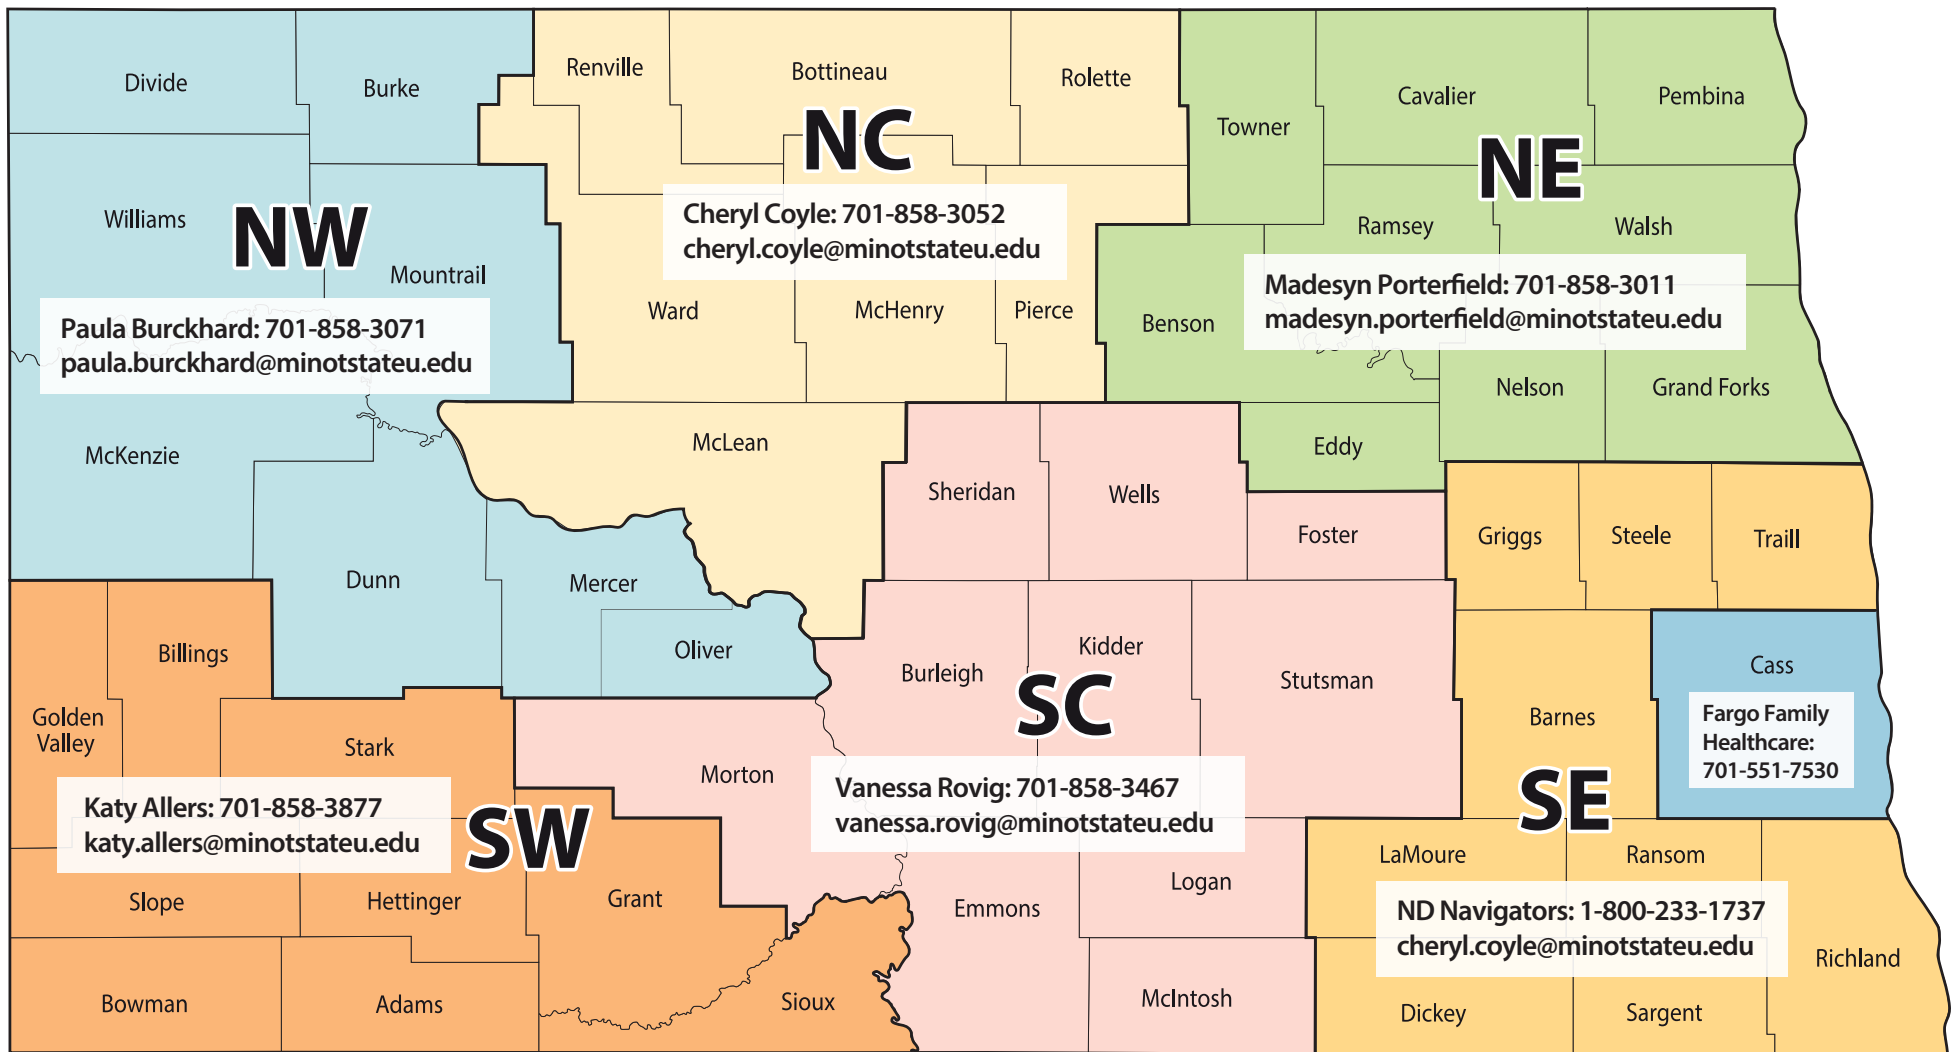 Divide
Burke
Renville
Bottineau
Rolette
Cavalier
Pembina
Towner
NC
NE
Williams
NW
Mountrail
Cheryl Coyle: 701-858-3052
cheryl.coyle@minotstateu.edu
Ramsey
Walsh
Paula Burckhard: 701-858-3071
paula.burckhard@minotstateu.edu
Ward
McHenry
Pierce
Benson
Madesyn Porterfield: 701-858-3011
madesyn.porterfield@minotstateu.edu
Nelson
Grand Forks
McKenzie
McLean
Eddy
Sheridan
Wells
Foster
Griggs
Steele
Traill
Dunn
Mercer
Oliver
Billings
Burleigh
Kidder
Stutsman
Cass
Golden
Valley
Stark
SC
Barnes
Fargo Family
Healthcare:
701-551-7530
Morton
Katy Allers: 701-858-3877
katy.allers@minotstateu.edu
SW
Vanessa Rovig: 701-858-3467
vanessa.rovig@minotstateu.edu
SE
LaMoure
Ransom
Slope
Hettinger
Grant
Emmons
Logan
ND Navigators: 1-800-233-1737
cheryl.coyle@minotstateu.edu
Richland
Bowman
Adams
Sioux
McIntosh
Dickey
Sargent